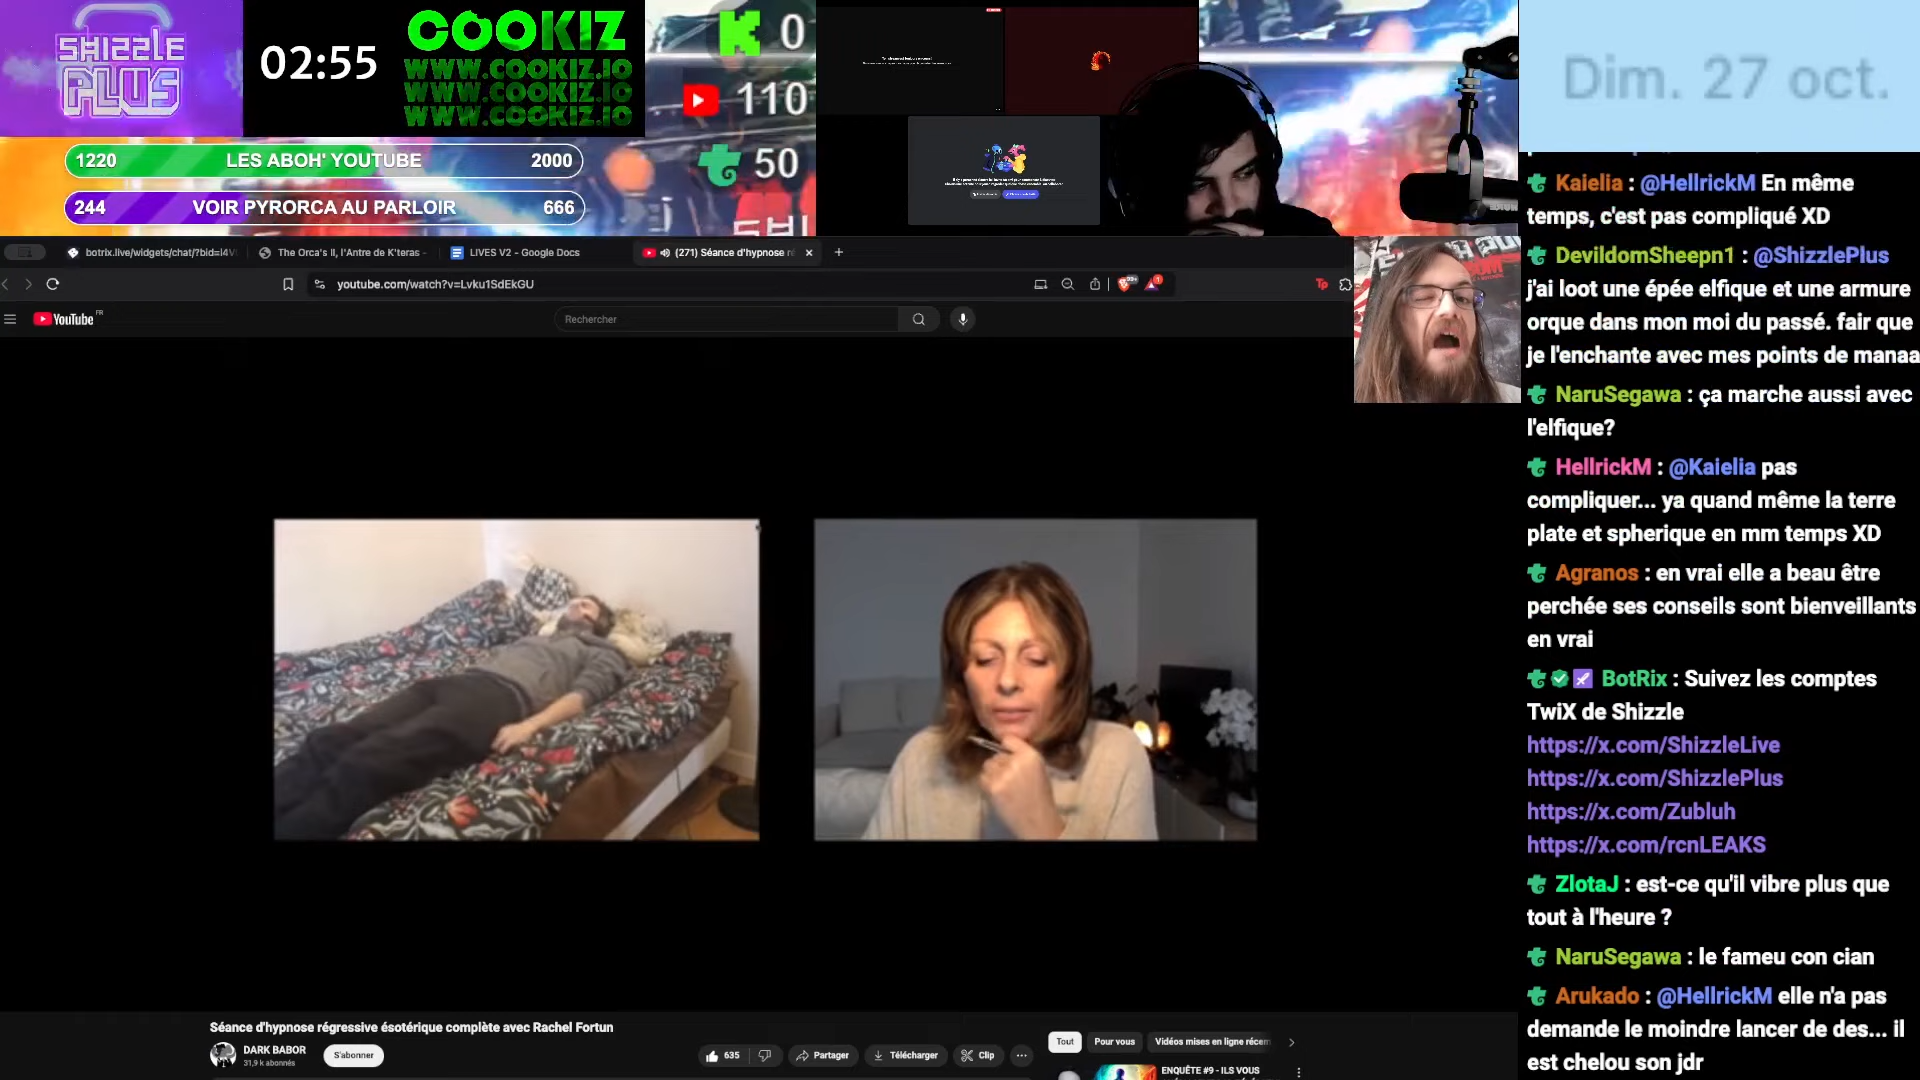 SHIZZLE
PLUS
02:55
COOKIZ
WWW.COOKIZ.IO
WWW.COOKIZ.IO
WWW.COOKIZ.IO
0
110
50
1220 LES ABOH' YOUTUBE 2000
244 VOIR PYRORCA AU PARLOIR 666
Dim. 27 oct.
botrix.live/widgets/chat/?bid=i4V
The Orca's II, l'Antre de K'teras -
LIVES V2 - Google Docs
(271) Séance d'hypnose r
youtube.com/watch?v=Lvku1SdEkGU
YouTube FR
Rechercher
Kaielia : @HellrickM En même
temps, c'est pas compliqué XD
DevildomSheepn1 : @ShizzlePlus
j'ai loot une épée elfique et une armure
orque dans mon moi du passé. fair que
je l'enchante avec mes points de manaa
NaruSegawa : ça marche aussi avec
l'elfique?
HellrickM : @Kaielia pas
compliquer... ya quand même la terre
plate et spherique en mm temps XD
Agranos : en vrai elle a beau être
perchée ses conseils sont bienveillants
en vrai
BotRix : Suivez les comptes
TwiX de Shizzle
https://x.com/ShizzleLive
https://x.com/ShizzlePlus
https://x.com/Zubluh
https://x.com/rcnLEAKS
ZlotaJ : est-ce qu'il vibre plus que
tout à l'heure ?
NaruSegawa : le fameu con cian
Arukado : @HellrickM elle n'a pas
demande le moindre lancer de des... il
est chelou son jdr
Séance d'hypnose régressive ésotérique complète avec Rachel Fortun
DARK BABOR
31,9 k abonnés
S'abonner
635
Partager
Télécharger
Clip
Tout
Pour vous
Vidéos mises en ligne récem
ENQUÊTE #9 - ILS VOUS